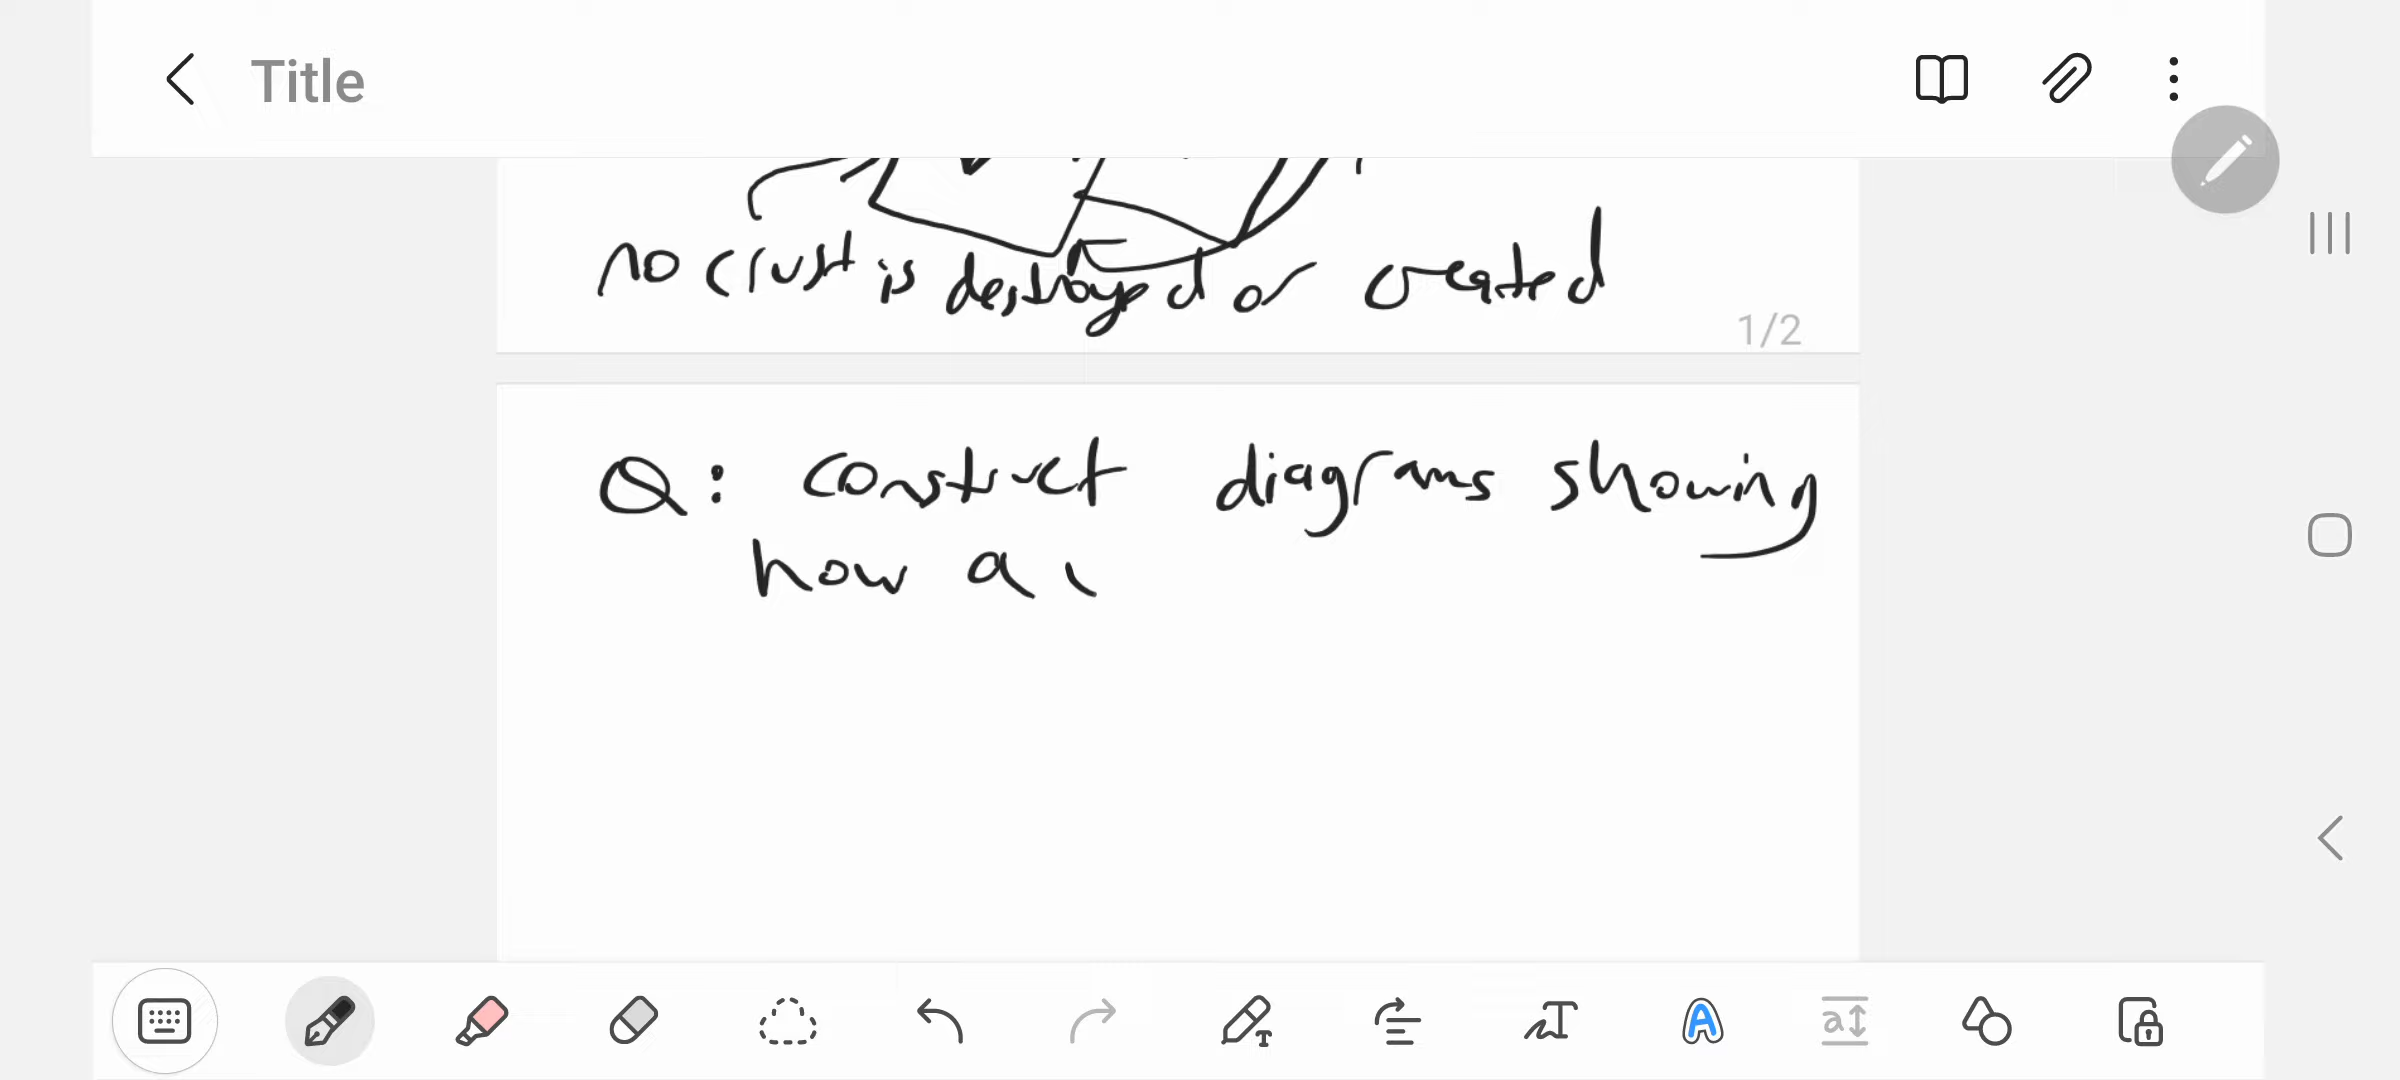 Title
no crust is destroyed or created
1/2
Q: construct diagrams showing
how a